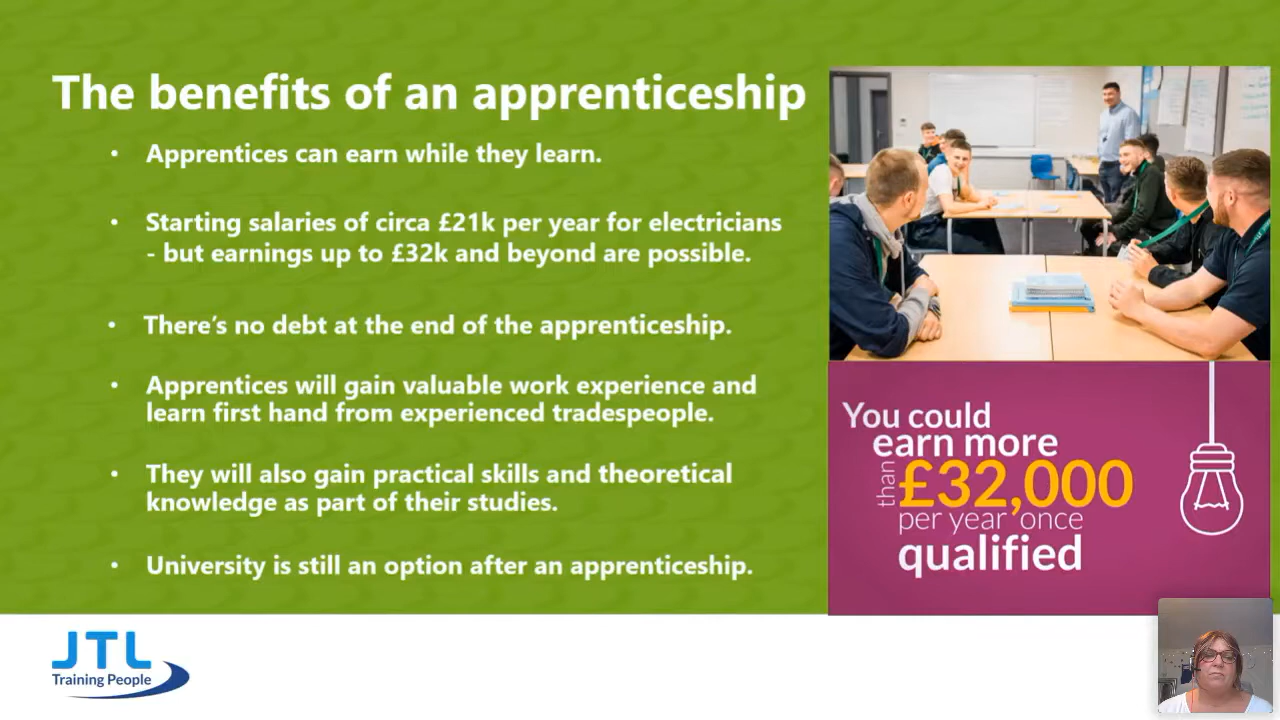 The benefits of an apprenticeship
• Apprentices can earn while they learn.
• Starting salaries of circa £21k per year for electricians
- but earnings up to £32k and beyond are possible.
• There’s no debt at the end of the apprenticeship.
• Apprentices will gain valuable work experience and
learn first hand from experienced tradespeople.
• They will also gain practical skills and theoretical
knowledge as part of their studies.
• University is still an option after an apprenticeship.
You could
earn more
than £32,000
per year once
qualified
JTL
Training People